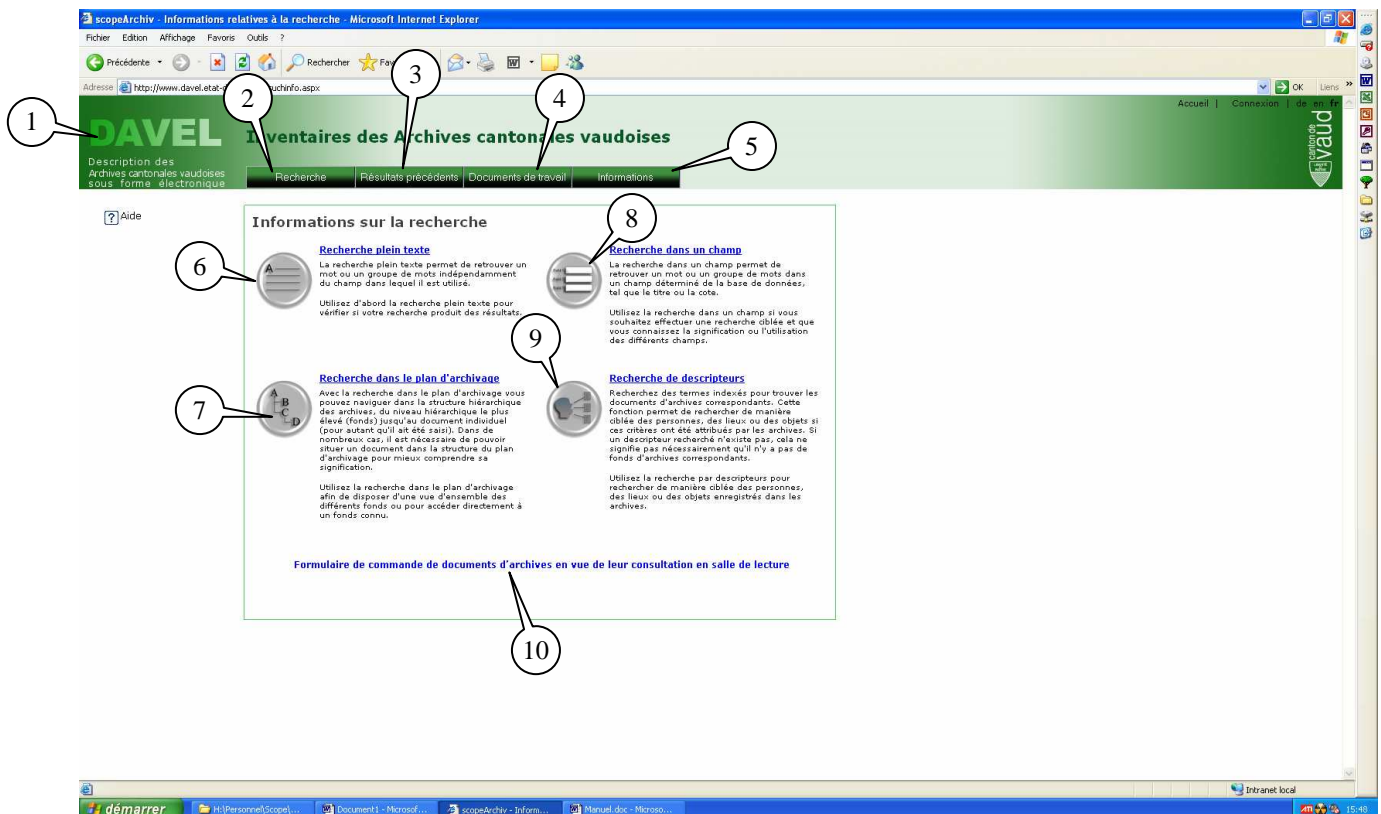 scopeArchiv - Informations relatives à la recherche - Microsoft Internet Explorer
Fichier Edition Affichage Favoris Outils ?
Précédente Rechercher
Adresse http://www.davel.etat- OK Liens
Accueil | Connexion | de en fr
DAVEL
Inventaires des Archives cantonales vaudoises
canton de
vaud
Description des
Archives cantonales vaudoises
sous forme électronique
Recherche Résultats précédents Documents de travail Informations
1
2
3
4
5
? Aide
Informations sur la recherche
6
Recherche plein texte
La recherche plein texte permet de retrouver un
mot ou un groupe de mots indépendamment
du champ dans lequel il est utilisé.
Utilisez d'abord la recherche plein texte pour
vérifier si votre recherche produit des résultats.
8
Recherche dans un champ
La recherche dans un champ permet de
retrouver un mot ou un groupe de mots dans
un champ déterminé de la base de données,
tel que le titre ou la cote.
Utilisez la recherche dans un champ si vous
souhaitez effectuer une recherche ciblée et que
vous connaissez la signification ou l'utilisation
des différents champs.
7
A
B
C
D
Recherche dans le plan d'archivage
Avec la recherche dans le plan d'archivage vous
pouvez naviguer dans la structure hiérarchique
des archives, du niveau hiérarchique le plus
élevé (fonds) jusqu'au document individuel
(pour autant qu'il ait été saisi). Dans de
nombreux cas, il est nécessaire de pouvoir
situer un document dans la structure du plan
d'archivage pour mieux comprendre sa
signification.
Utilisez la recherche dans le plan d'archivage
afin de disposer d'une vue d'ensemble des
différents fonds ou pour accéder directement à
un fonds connu.
9
Recherche de descripteurs
Recherchez des termes indexés pour trouver les
documents d'archives correspondants. Cette
fonction permet de rechercher de manière
ciblée des personnes, des lieux ou des objets si
ces critères ont été attribués par les archives. Si
un descripteur recherché n'existe pas, cela ne
signifie pas nécessairement qu'il n'y a pas de
fonds d'archives correspondants.
Utilisez la recherche par descripteurs pour
rechercher de manière ciblée des personnes,
des lieux ou des objets enregistrés dans les
archives.
Formulaire de commande de documents d'archives en vue de leur consultation en salle de lecture
10
Intranet local
démarrer H:\Personnel\Scope\... Document1 - Microsof... scopeArchiv - Inform... Manuel.doc - Microso... 15:48